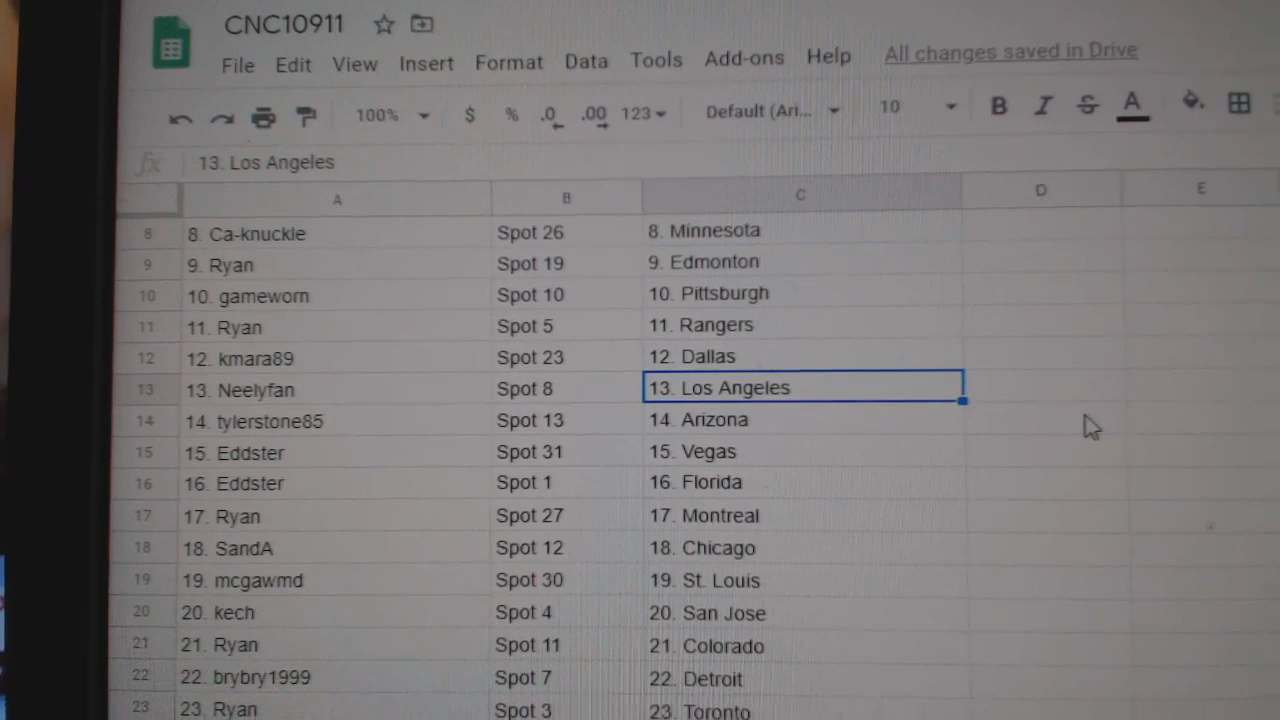 CNC10911
File Edit View Insert Format Data Tools Add-ons Help All changes saved in Drive
100% $ % .0 .00 123 Default (Ari... 10 B I S A
fx 13. Los Angeles
A B C D E
8 8. Ca-knuckle Spot 26 8. Minnesota
9 9. Ryan Spot 19 9. Edmonton
10 10. gameworn Spot 10 10. Pittsburgh
11 11. Ryan Spot 5 11. Rangers
12 12. kmara89 Spot 23 12. Dallas
13 13. Neelyfan Spot 8 13. Los Angeles
14 14. tylerstone85 Spot 13 14. Arizona
15 15. Eddster Spot 31 15. Vegas
16 16. Eddster Spot 1 16. Florida
17 17. Ryan Spot 27 17. Montreal
18 18. SandA Spot 12 18. Chicago
19 19. mcgawmd Spot 30 19. St. Louis
20 20. kech Spot 4 20. San Jose
21 21. Ryan Spot 11 21. Colorado
22 22. brybry1999 Spot 7 22. Detroit
23 23. Ryan Spot 3 23. Toronto